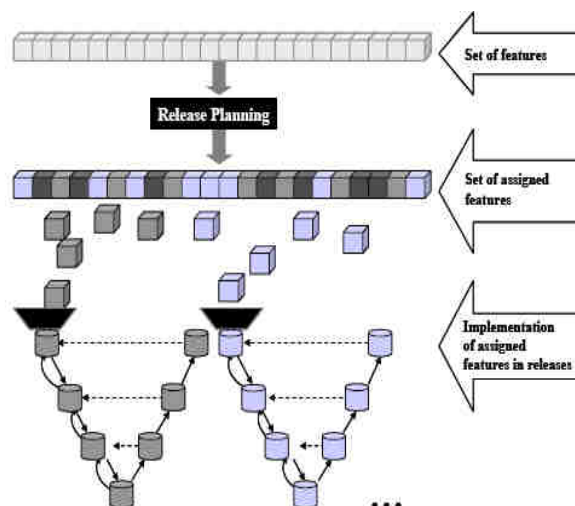 Set of features
Release Planning
Set of assigned
features
Implementation
of assigned
features in releases
...